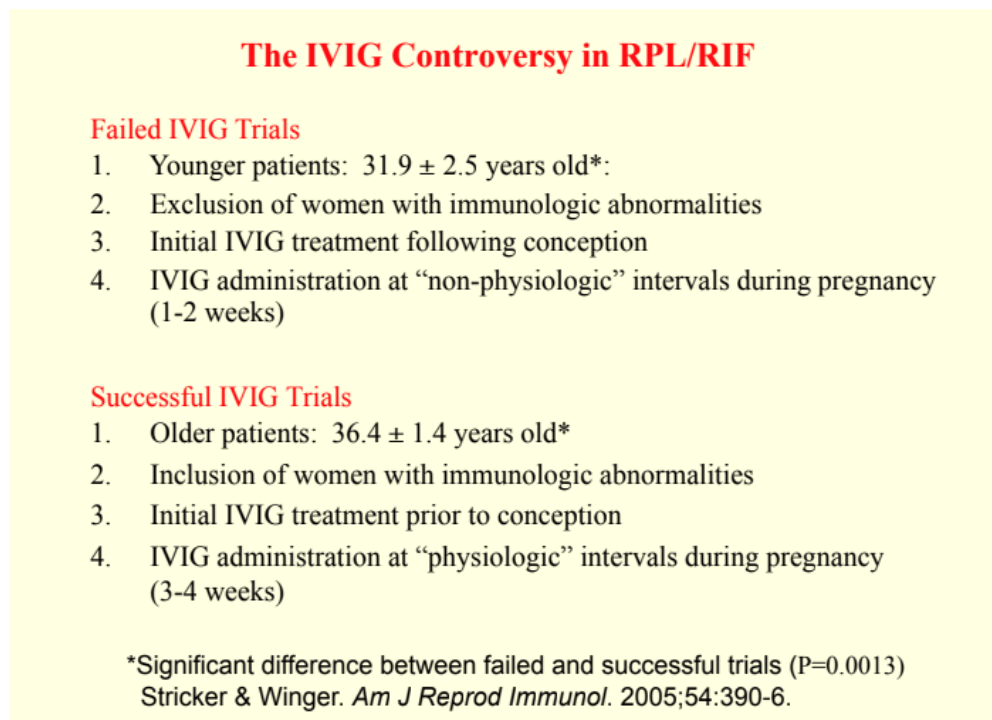 The IVIG Controversy in RPL/RIF
Failed IVIG Trials
1. Younger patients: 31.9 ± 2.5 years old*:
2. Exclusion of women with immunologic abnormalities
3. Initial IVIG treatment following conception
4. IVIG administration at “non-physiologic” intervals during pregnancy
(1-2 weeks)
Successful IVIG Trials
1. Older patients: 36.4 ± 1.4 years old*
2. Inclusion of women with immunologic abnormalities
3. Initial IVIG treatment prior to conception
4. IVIG administration at “physiologic” intervals during pregnancy
(3-4 weeks)
*Significant difference between failed and successful trials (P=0.0013)
Stricker & Winger. Am J Reprod Immunol. 2005;54:390-6.